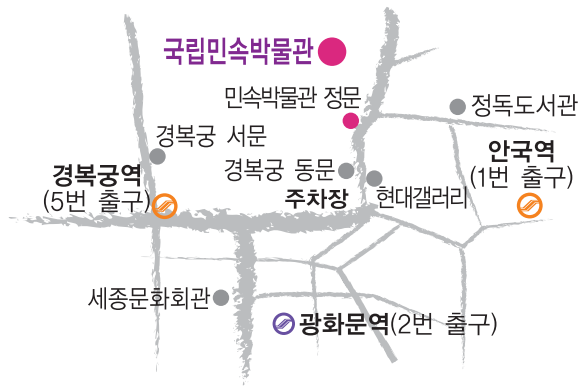 국립민속박물관
민속박물관 정문
정독도서관
경복궁 서문
안국역
(1번 출구)
경복궁역
(5번 출구)
경복궁 동문
주차장
현대갤러리
세종문화회관
광화문역(2번 출구)